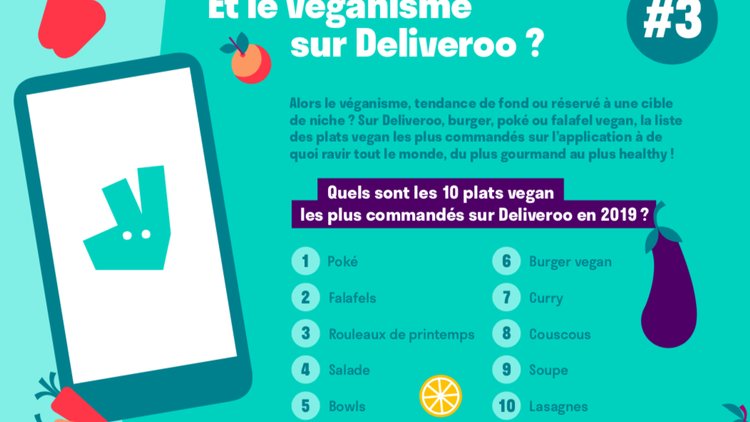 Et le véganisme
sur Deliveroo ?
#3
Alors le véganisme, tendance de fond ou réservé à une cible
de niche ? Sur Deliveroo, burger, poké ou falafel vegan, la liste
des plats vegan les plus commandés sur l'application à de
quoi ravir tout le monde, du plus gourmand au plus healthy !
Quels sont les 10 plats vegan
les plus commandés sur Deliveroo en 2019 ?
1 Poké
2 Falafels
3 Rouleaux de printemps
4 Salade
5 Bowls
6 Burger vegan
7 Curry
8 Couscous
9 Soupe
10 Lasagnes